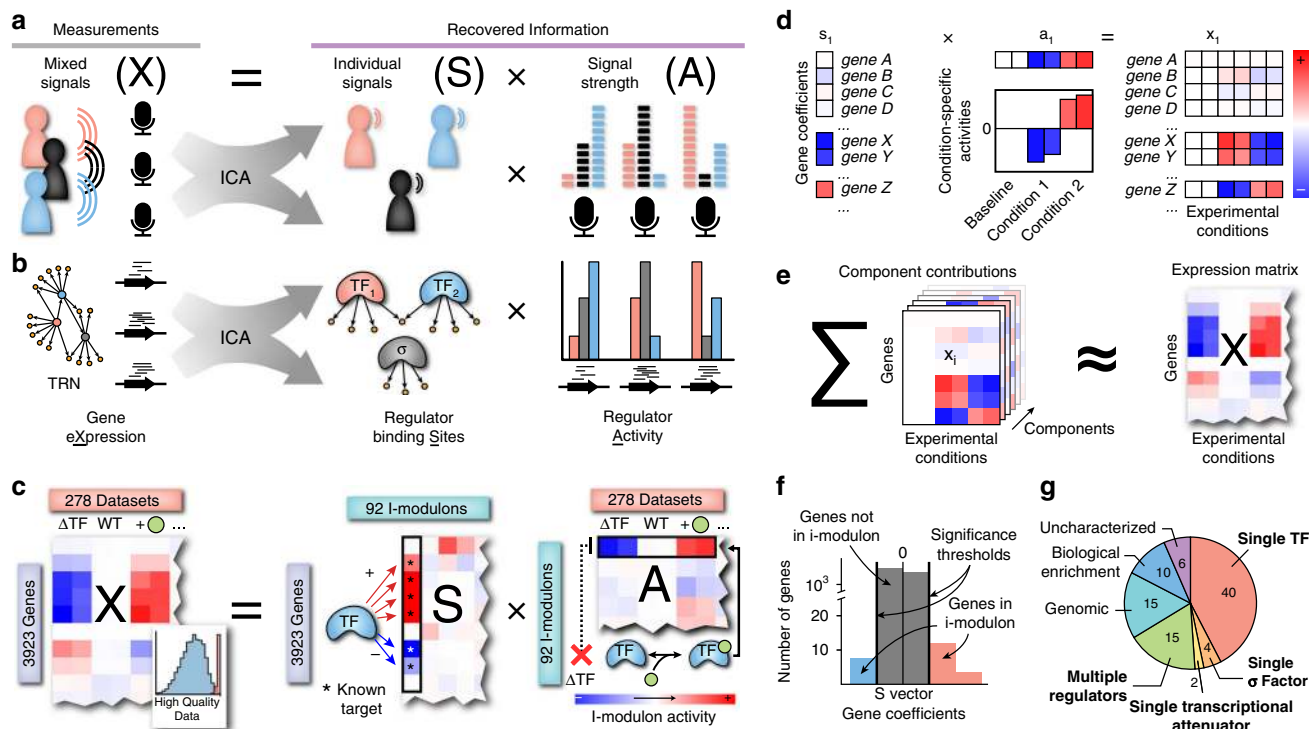 a
Measurements
Recovered Information
Mixed signals
(X)
=
Individual signals
(S)
×
Signal strength
(A)
ICA
×
×
b
TRN
ICA
TF1
TF2
σ
×
Gene
eXpression
Regulator
binding Sites
Regulator
Activity
c
278 Datasets
ΔTF WT + ...
3923 Genes
X
High Quality
Data
=
92 I-modulons
3923 Genes
TF
+
−
* * * * * *
S
* Known
target
×
278 Datasets
ΔTF WT + ...
92 I-modulons
A
ΔTF
TF
TF
− +
I-modulon activity
d
s1 × a1 = x1
Gene coefficients
gene A
gene B
gene C
gene D
...
gene X
gene Y
gene Z
...
Condition-specific
activities
0
Baseline
Condition 1
Condition 2
gene A
gene B
gene C
gene D
...
gene X
gene Y
gene Z
...
Experimental
conditions
+
−
e
Component contributions
Expression matrix
∑
Genes
xi
Components
Experimental
conditions
≈
Genes
X
Experimental
conditions
f
Genes not
in i-modulon
0
Significance
thresholds
Genes in
i-modulon
Number of genes
10³
20
10
S vector
Gene coefficients
g
Uncharacterized
Biological
enrichment
Genomic
Multiple
regulators
Single transcriptional
attenuator
Single
σ Factor
Single TF
6
10
15
15
2
4
40